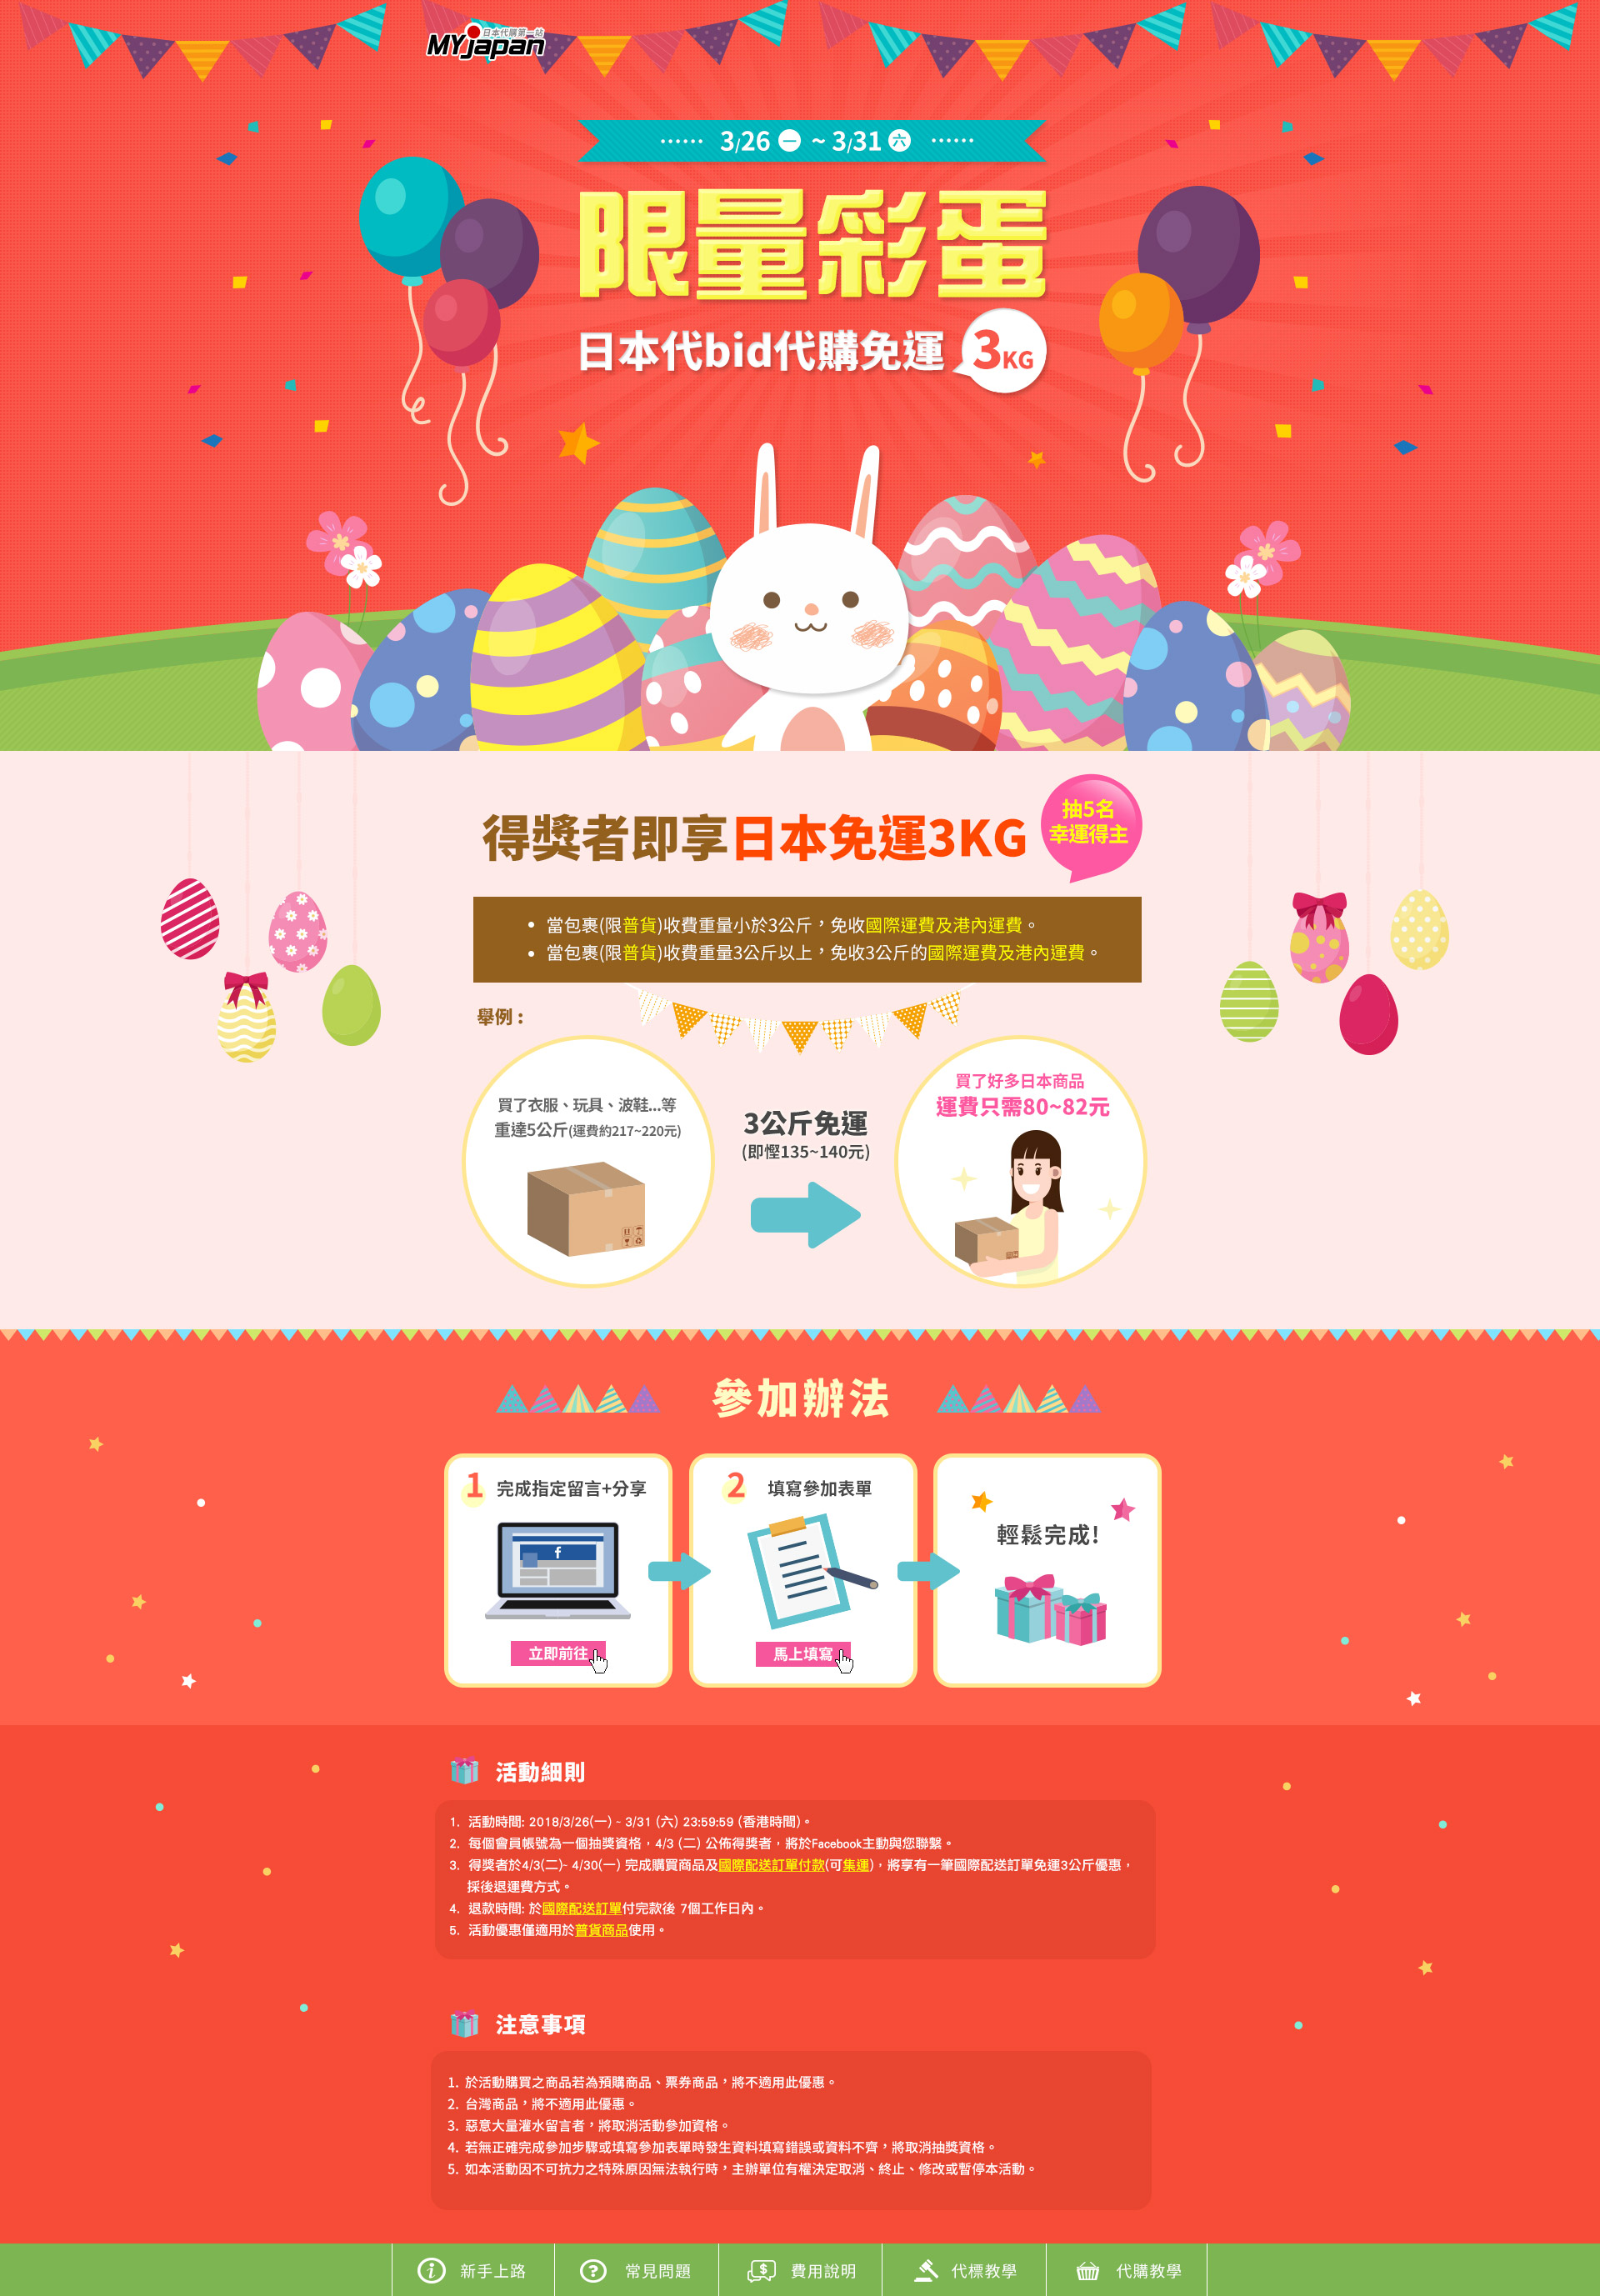 日本代購第一站
MYjapan
3/26 一 ~ 3/31 六
限量彩蛋
日本代bid代購免運 3KG
抽5名
幸運得主
得獎者即享日本免運3KG
• 當包裹(限普貨)收費重量小於3公斤，免收國際運費及港內運費。
• 當包裹(限普貨)收費重量3公斤以上，免收3公斤的國際運費及港內運費。
舉例：
買了衣服、玩具、波鞋...等
重達5公斤(運費約217~220元)
3公斤免運
(即慳135~140元)
買了好多日本商品
運費只需80~82元
參加辦法
1 完成指定留言+分享
f
立即前往
2 填寫參加表單
馬上填寫
輕鬆完成!
活動細則
1. 活動時間: 2018/3/26(一) - 3/31 (六) 23:59:59 (香港時間)。
2. 每個會員帳號為一個抽獎資格，4/3 (二) 公佈得獎者，將於Facebook主動與您聯繫。
3. 得獎者於4/3(二)- 4/30(一) 完成購買商品及國際配送訂單付款(可集運)，將享有一筆國際配送訂單免運3公斤優惠，
採後退運費方式。
4. 退款時間: 於國際配送訂單付完款後 7個工作日內。
5. 活動優惠僅適用於普貨商品使用。
注意事項
1. 於活動購買之商品若為預購商品、票券商品，將不適用此優惠。
2. 台灣商品，將不適用此優惠。
3. 惡意大量灌水留言者，將取消活動參加資格。
4. 若無正確完成參加步驟或填寫參加表單時發生資料填寫錯誤或資料不齊，將取消抽獎資格。
5. 如本活動因不可抗力之特殊原因無法執行時，主辦單位有權決定取消、終止、修改或暫停本活動。
新手上路
常見問題
費用說明
代標教學
代購教學